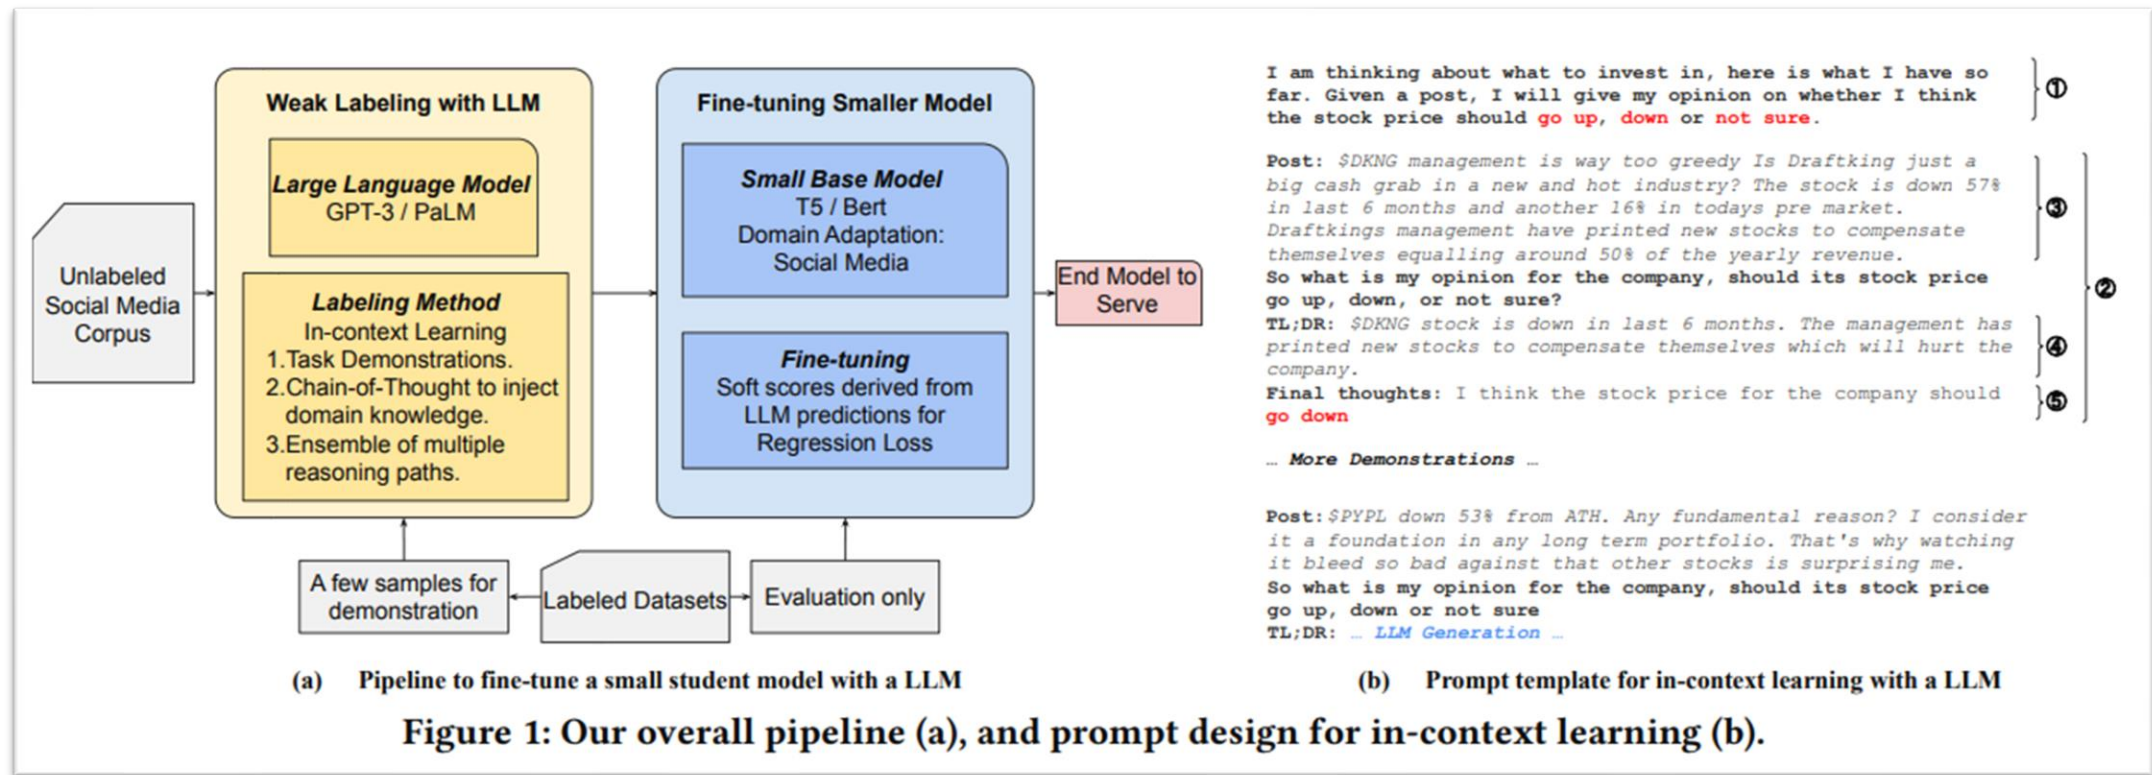 Unlabeled
Social Media
Corpus
Weak Labeling with LLM
Large Language Model
GPT-3 / PaLM
Labeling Method
In-context Learning
1.Task Demonstrations.
2.Chain-of-Thought to inject
domain knowledge.
3.Ensemble of multiple
reasoning paths.
Fine-tuning Smaller Model
Small Base Model
T5 / Bert
Domain Adaptation:
Social Media
Fine-tuning
Soft scores derived from
LLM predictions for
Regression Loss
End Model to
Serve
A few samples for
demonstration
Labeled Datasets
Evaluation only
(a) Pipeline to fine-tune a small student model with a LLM
I am thinking about what to invest in, here is what I have so
far. Given a post, I will give my opinion on whether I think
the stock price should go up, down or not sure.
①
Post: $DKNG management is way too greedy Is Draftking just a
big cash grab in a new and hot industry? The stock is down 57%
in last 6 months and another 16% in todays pre market.
Draftkings management have printed new stocks to compensate
themselves equalling around 50% of the yearly revenue.
③
So what is my opinion for the company, should its stock price
go up, down, or not sure?
②
TL;DR: $DKNG stock is down in last 6 months. The management has
printed new stocks to compensate themselves which will hurt the
company.
④
Final thoughts: I think the stock price for the company should
go down
⑤
… More Demonstrations …
Post:$PYPL down 53% from ATH. Any fundamental reason? I consider
it a foundation in any long term portfolio. That's why watching
it bleed so bad against that other stocks is surprising me.
So what is my opinion for the company, should its stock price
go up, down or not sure
TL;DR: … LLM Generation …
(b) Prompt template for in-context learning with a LLM
Figure 1: Our overall pipeline (a), and prompt design for in-context learning (b).